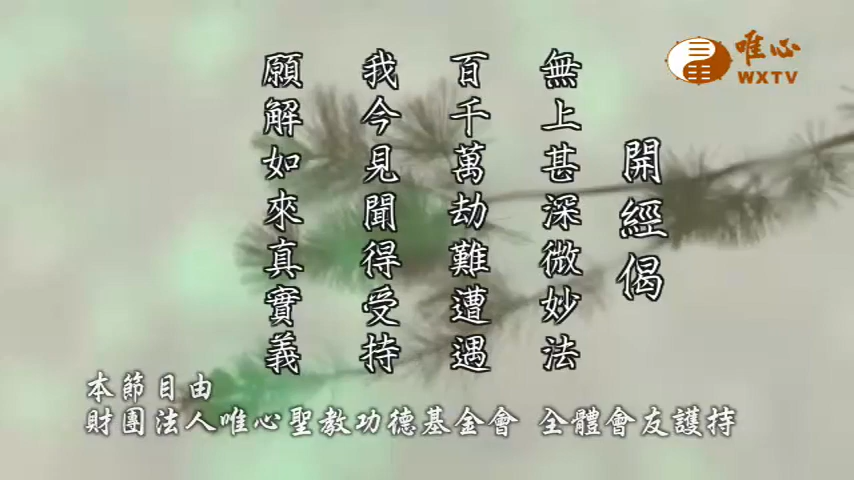 唯心
WXTV
開經偈
無上甚深微妙法
百千萬劫難遭遇
我今見聞得受持
願解如來真實義
本節目由
財團法人唯心聖教功德基金會 全體會友護持